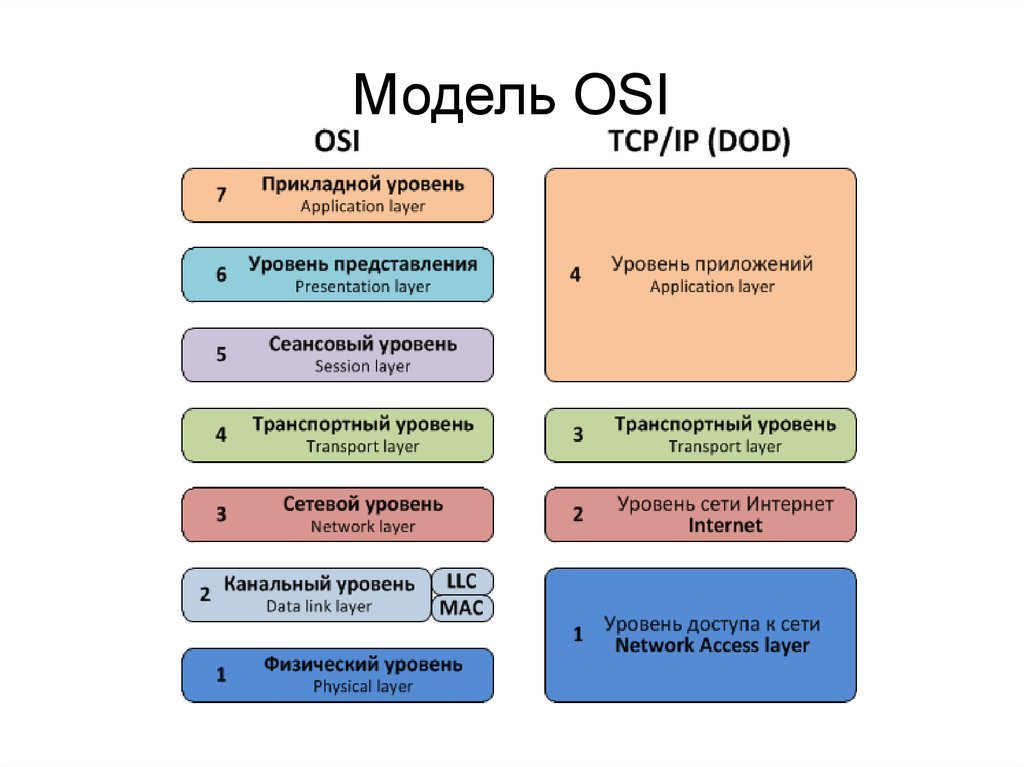 Модель OSI
OSI
TCP/IP (DOD)
7
Прикладной уровень
Application layer
6
Уровень представления
Presentation layer
5
Сеансовый уровень
Session layer
4
Уровень приложений
Application layer
4
Транспортный уровень
Transport layer
3
Транспортный уровень
Transport layer
3
Сетевой уровень
Network layer
2
Уровень сети Интернет
Internet
2
Канальный уровень
Data link layer
LLC
MAC
1
Физический уровень
Physical layer
1
Уровень доступа к сети
Network Access layer